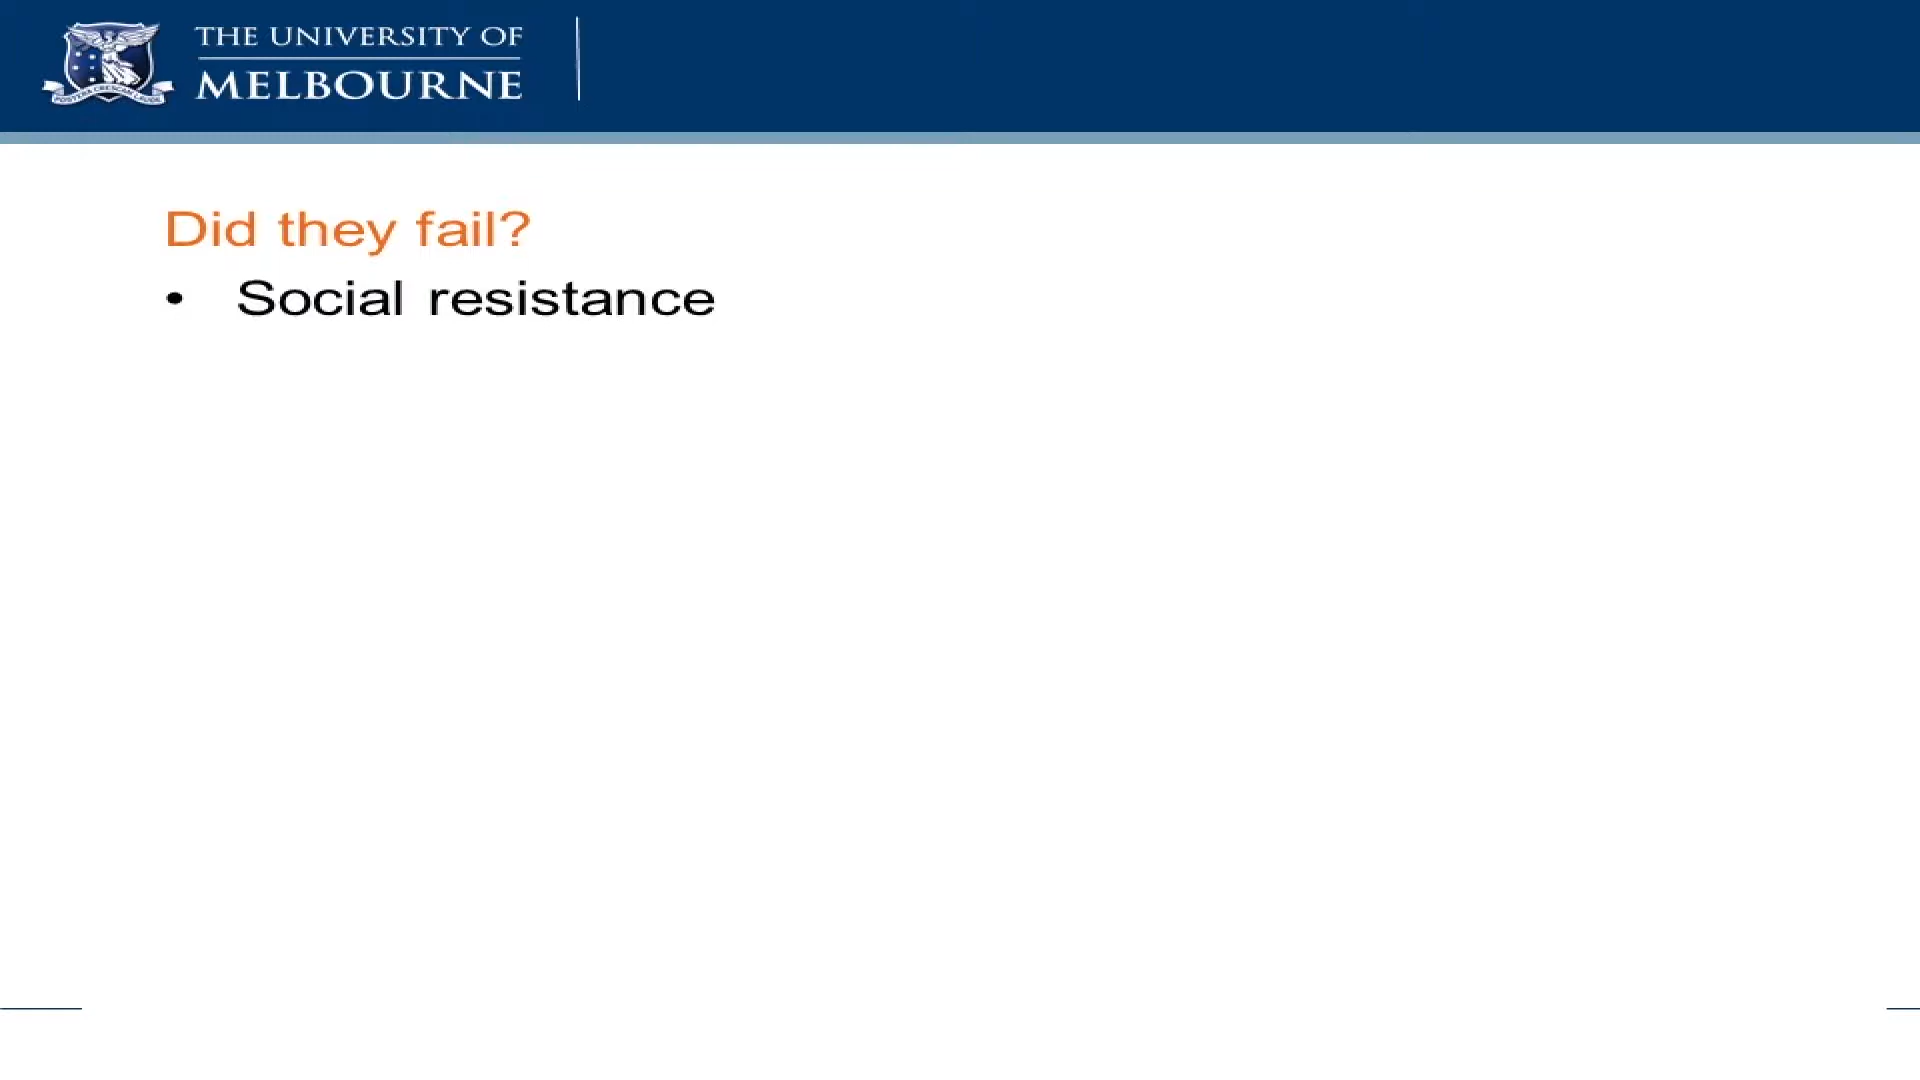 THE UNIVERSITY OF
MELBOURNE
Did they fail?
• Social resistance